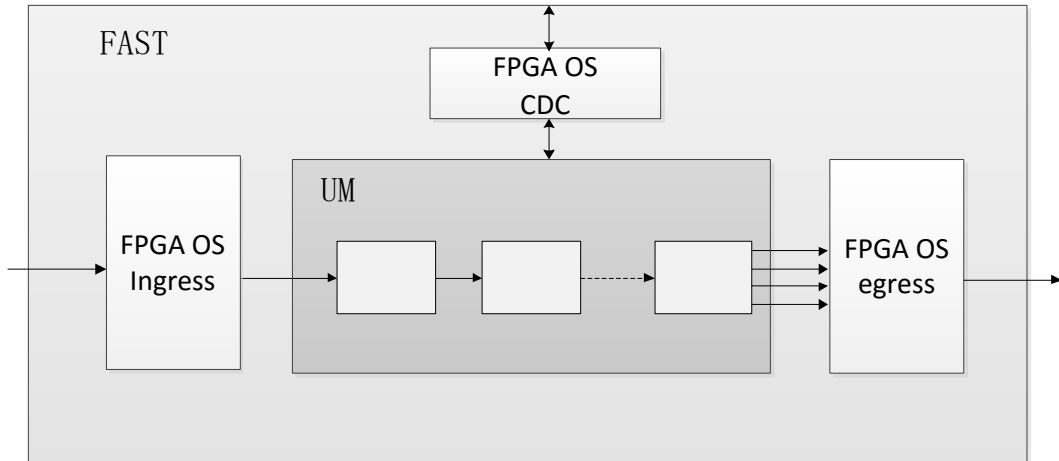 FAST
FPGA OS
CDC
UM
FPGA OS
Ingress
FPGA OS
egress